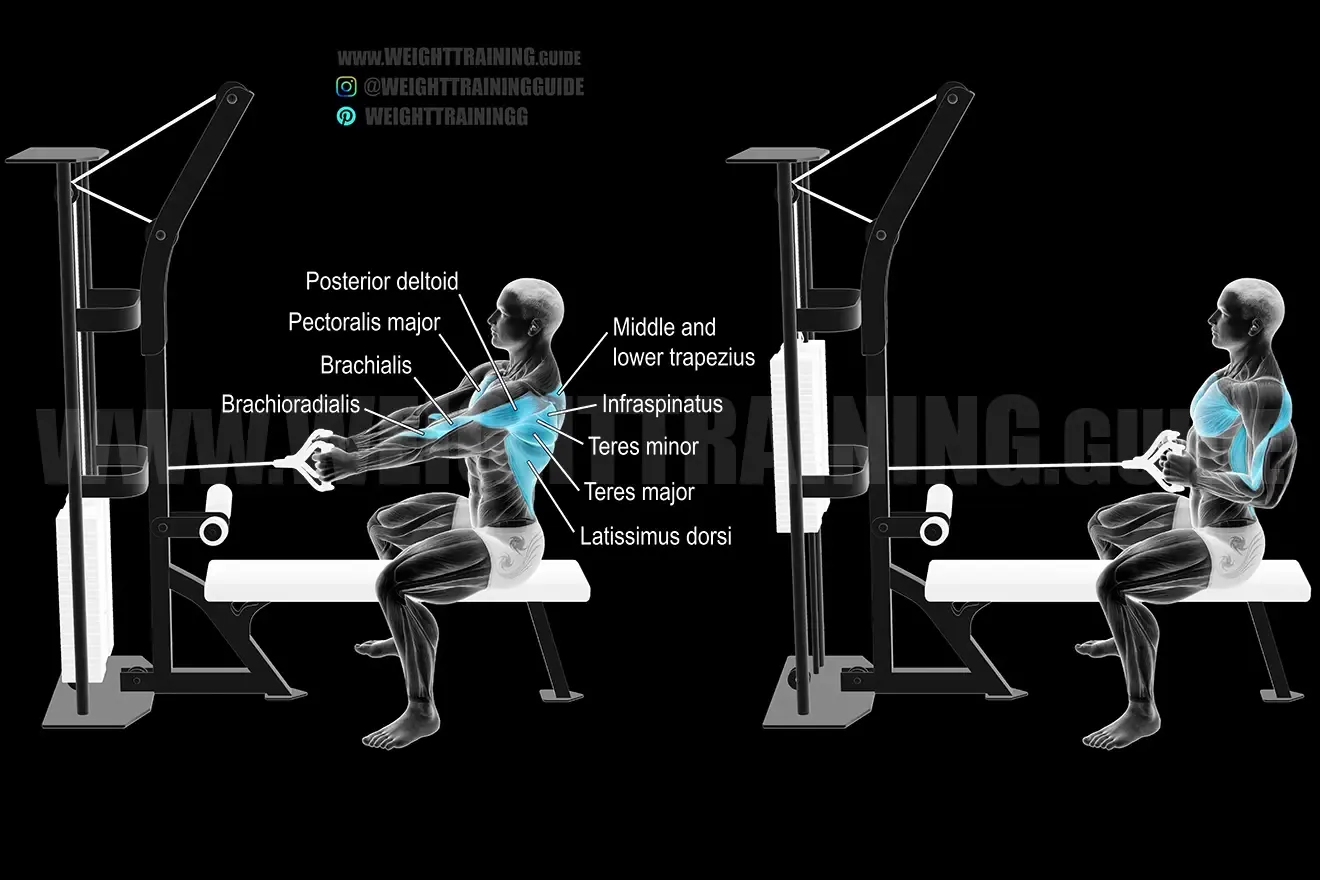 www.WEIGHTTRAINING.GUIDE
@WEIGHTTRAININGGUIDE
WEIGHTTRAININGG
Posterior deltoid
Pectoralis major
Brachialis
Brachioradialis
Middle and
lower trapezius
Infraspinatus
Teres minor
Teres major
Latissimus dorsi
www.WEIGHTTRAINING.GUIDE